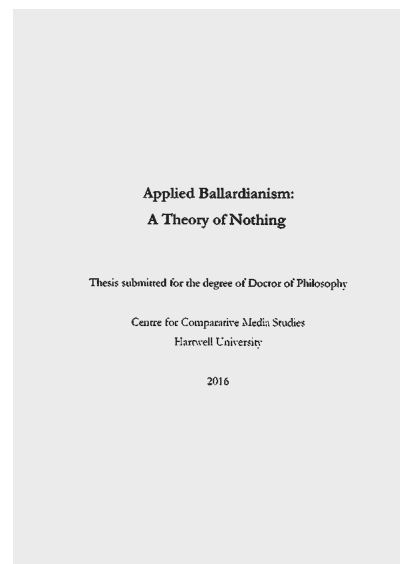 Applied Ballardianism:
A Theory of Nothing
Thesis submitted for the degree of Doctor of Philosophy
Centre for Comparative Media Studies
Hartwell University
2016